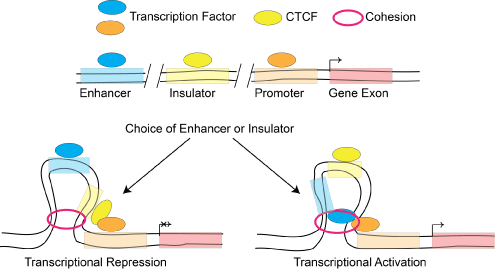 Transcription Factor
CTCF
Cohesion
Enhancer
Insulator
Promoter
Gene Exon
Choice of Enhancer or Insulator
Transcriptional Repression
Transcriptional Activation